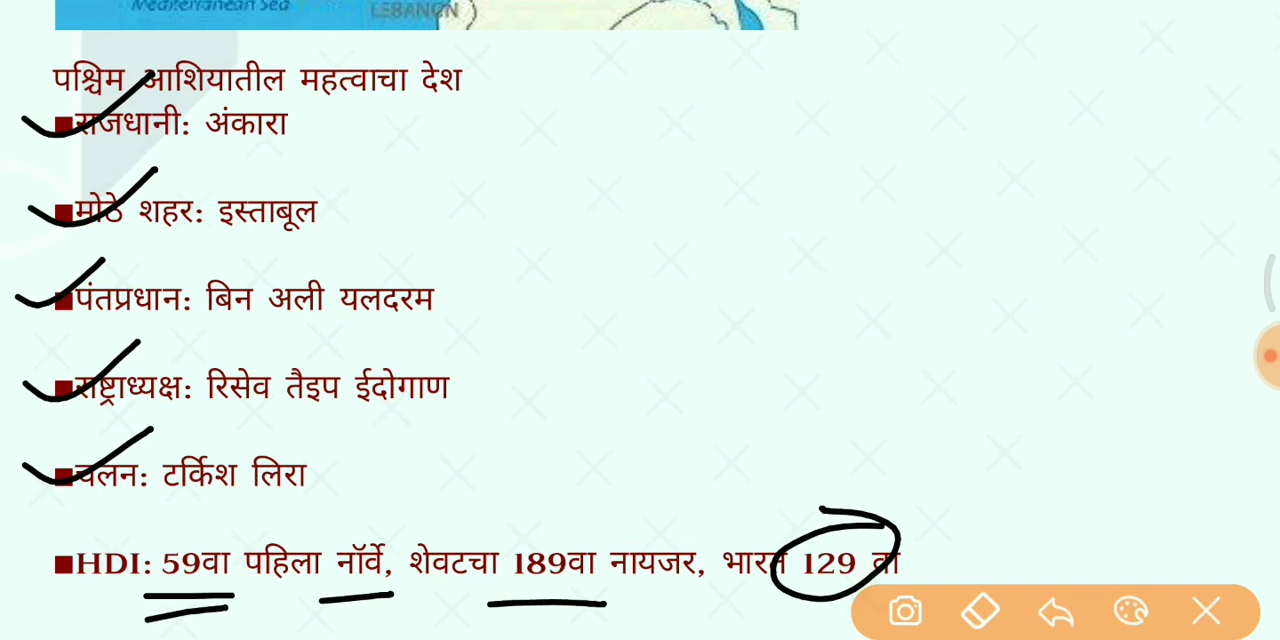 Mediterranean Sea
LEBANON
पश्चिम आशियातील महत्वाचा देश
■राजधानी: अंकारा
■मोठे शहर: इस्ताबूल
■पंतप्रधान: बिन अली यलदरम
■राष्ट्राध्यक्ष: रिसेव तैइप ईदोगाण
■चलन: टर्किश लिरा
■HDI: 59वा पहिला नॉर्वे, शेवटचा 189वा नायजर, भारत 129 वा